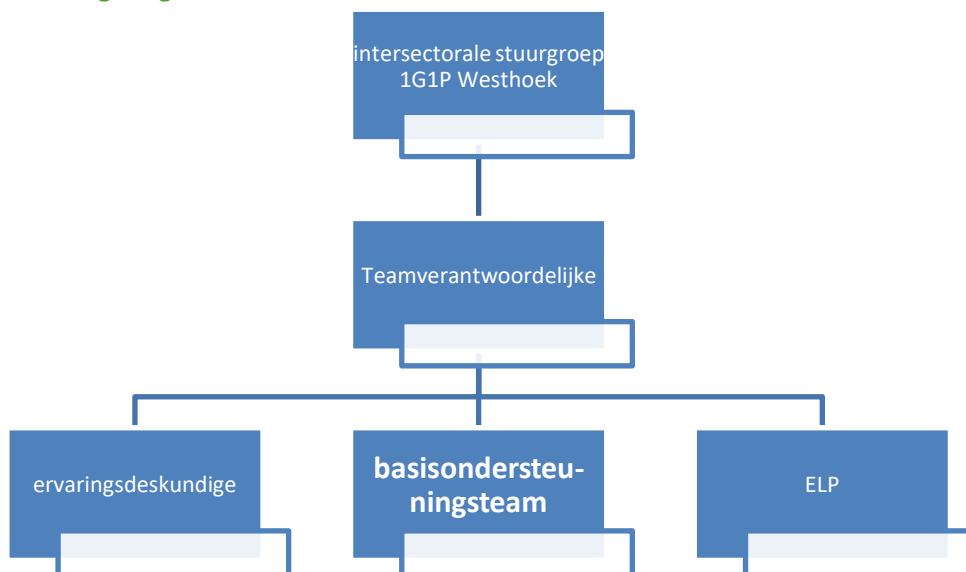 intersectorale stuurgroep
1G1P Westhoek
Teamverantwoordelijke
ervaringsdeskundige
basisondersteu-
ningsteam
ELP